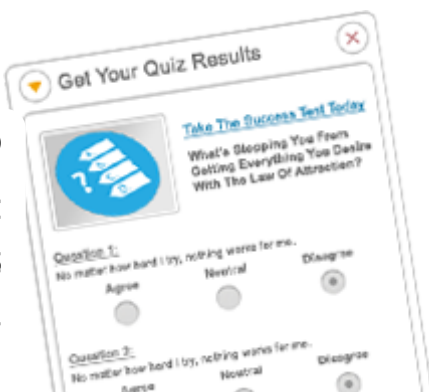 Get Your Quiz Results
Take The Success Test Today
What's Stopping You From
Getting Everything You Desire
With The Law Of Attraction?
Question 1:
No matter how hard I try, nothing works for me.
Agree Neutral Disagree
Question 2:
No matter how hard I try, nothing works for me.
Agree Neutral Disagree